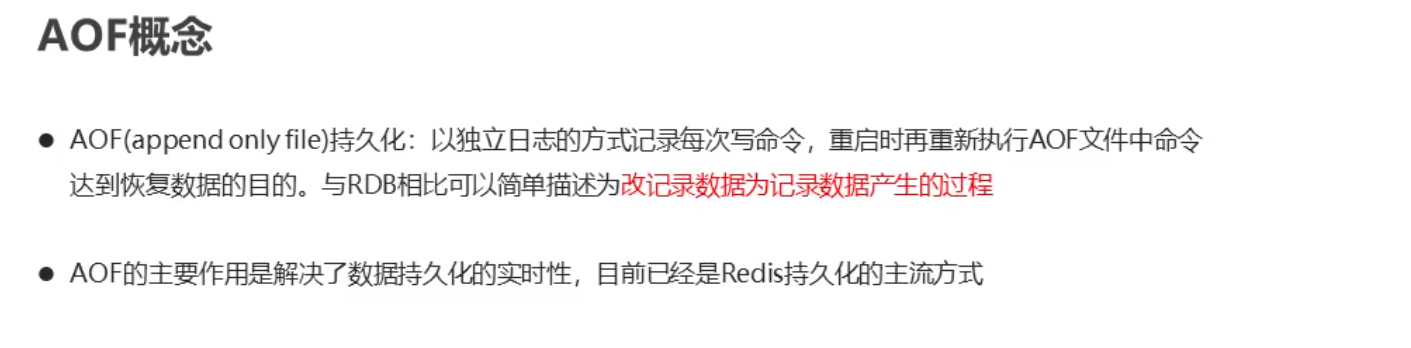 AOF概念
● AOF(append only file)持久化：以独立日志的方式记录每次写命令，重启时再重新执行AOF文件中命令
达到恢复数据的目的。与RDB相比可以简单描述为改记录数据为记录数据产生的过程
● AOF的主要作用是解决了数据持久化的实时性，目前已经是Redis持久化的主流方式